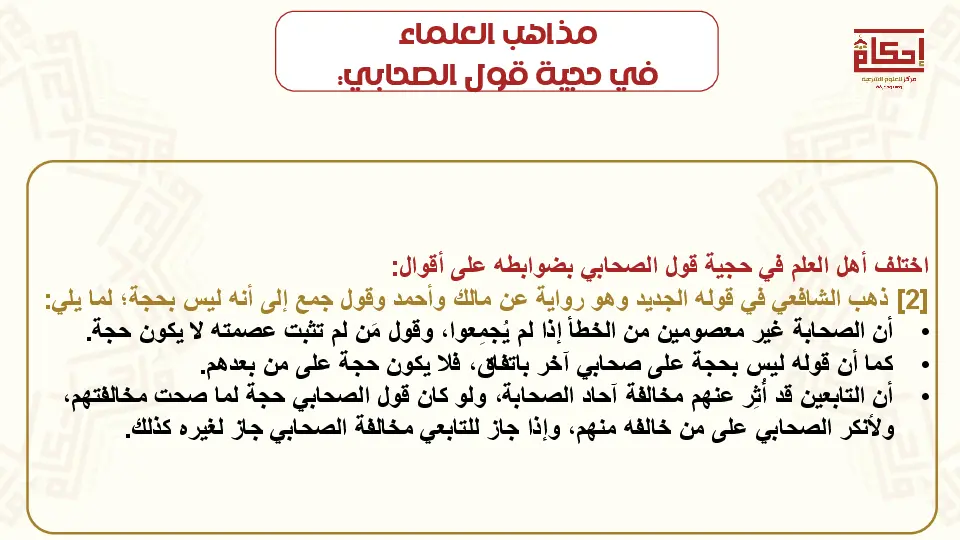 مذاهب العلماء
في حجية قول الصحابي:
إحكام
مركز للعلوم الشرعية
اختلف أهل العلم في حجية قول الصحابي بضوابطه على أقوال:
[2] ذهب الشافعي في قوله الجديد وهو رواية عن مالك وأحمد وقول جمع إلى أنه ليس بحجة؛ لما يلي:
• أن الصحابة غير معصومين من الخطأ إذا لم يُجمِعوا، وقول مَن لم تثبت عصمته لا يكون حجة.
• كما أن قوله ليس بحجة على صحابي آخر باتفاق، فلا يكون حجة على من بعدهم.
• أن التابعين قد أُثِر عنهم مخالفة آحاد الصحابة، ولو كان قول الصحابي حجة لما صحت مخالفتهم،
ولأنكر الصحابي على من خالفه منهم، وإذا جاز للتابعي مخالفة الصحابي جاز لغيره كذلك.